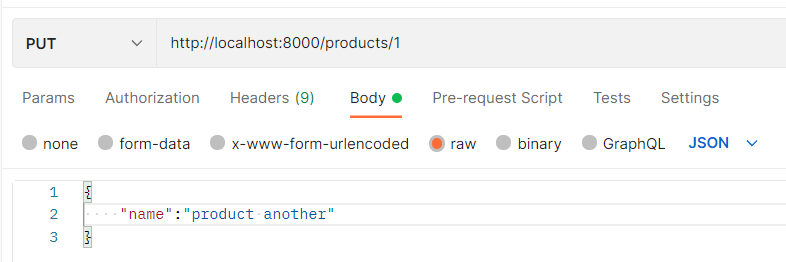 PUT http://localhost:8000/products/1
Params Authorization Headers (9) Body Pre-request Script Tests Settings
none form-data x-www-form-urlencoded raw binary GraphQL JSON
1 {
2 "name":"product another"
3 }